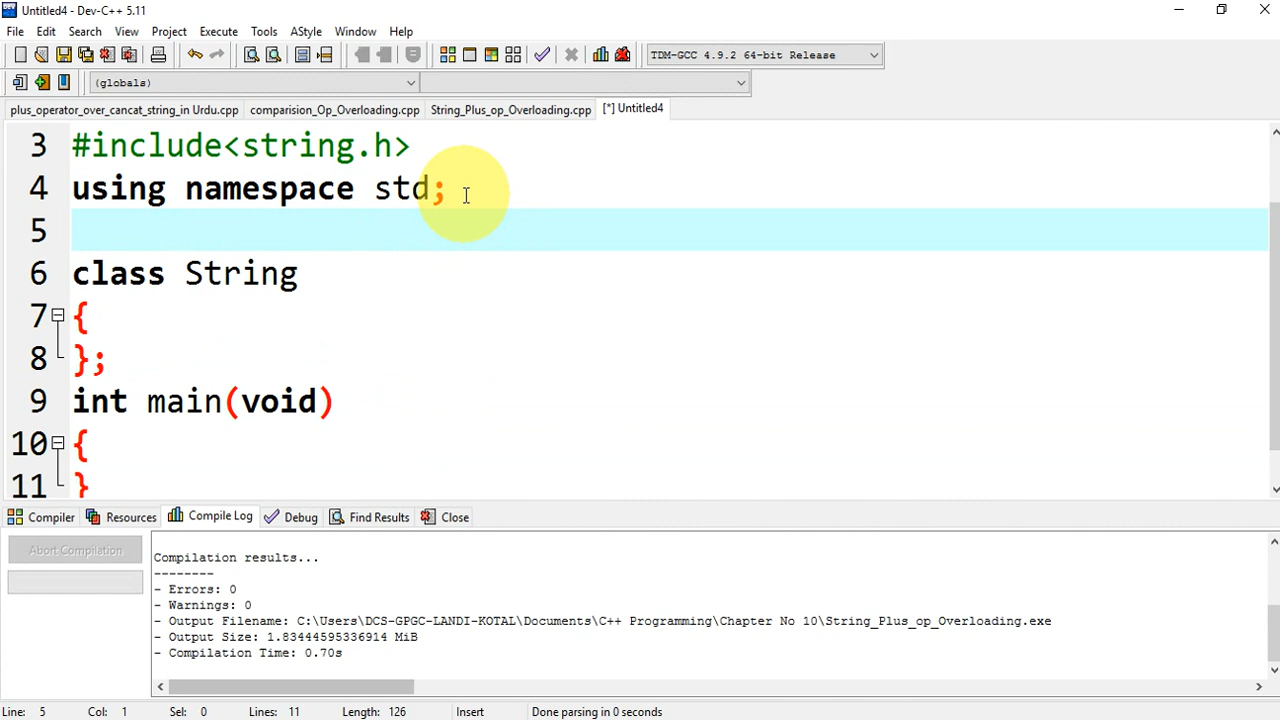 Untitled4 - Dev-C++ 5.11
File Edit Search View Project Execute Tools AStyle Window Help
TDM-GCC 4.9.2 64-bit Release
(globals)
plus_operator_over_cancat_string_in Urdu.cpp comparision_Op_Overloading.cpp String_Plus_op_Overloading.cpp [*] Untitled4
3 #include<string.h>
4 using namespace std;
5
6 class String
7 {
8 };
9 int main(void)
10 {
11 }
Compiler Resources Compile Log Debug Find Results Close
Abort Compilation
Compilation results...
--------
- Errors: 0
- Warnings: 0
- Output Filename: C:\Users\DCS-GPGC-LANDI-KOTAL\Documents\C++ Programming\Chapter No 10\String_Plus_op_Overloading.exe
- Output Size: 1.83444595336914 MiB
- Compilation Time: 0.70s
Line: 5 Col: 1 Sel: 0 Lines: 11 Length: 126 Insert Done parsing in 0 seconds